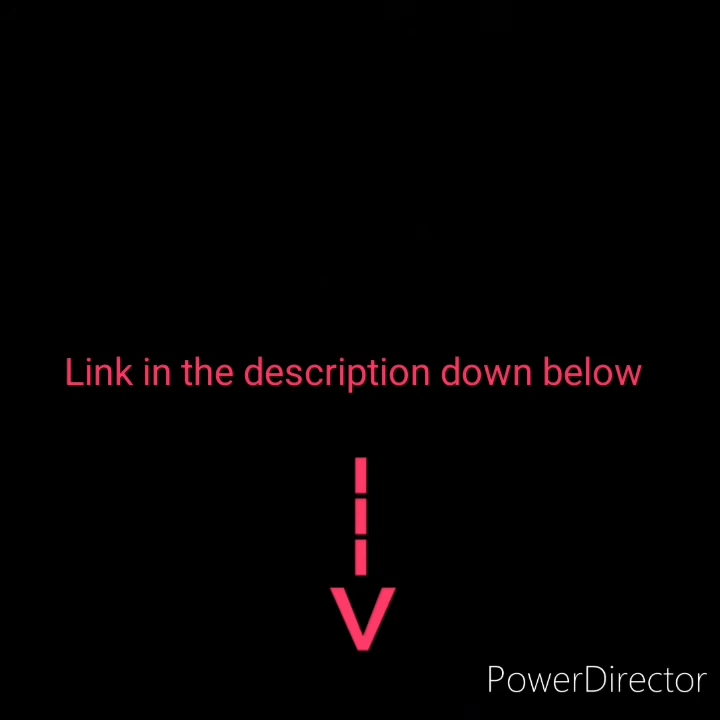 Link in the description down below
---
V
PowerDirector